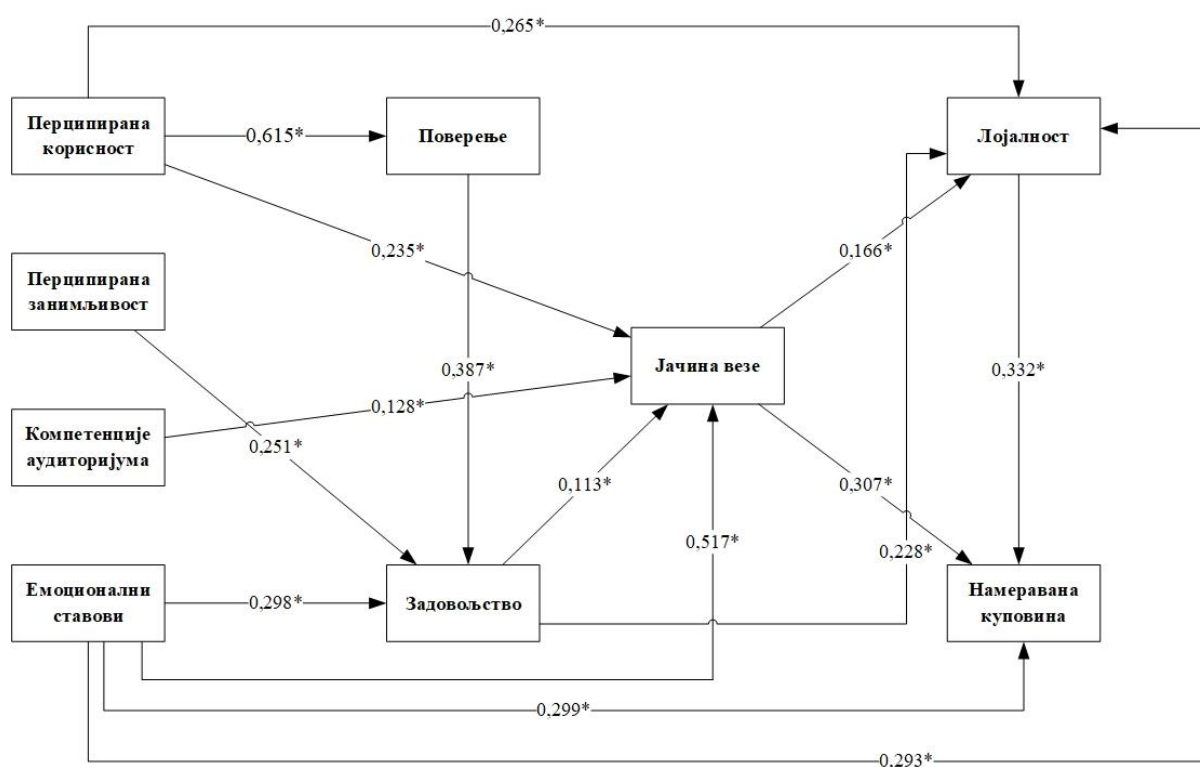 0,265*
Перципирана
корисност
0,615*
Поверење
Лојалност
0,235*
0,166*
Перципирана
занимљивост
Јачина везе
0,387*
0,332*
0,128*
Компетенције
аудиторијума
0,251*
0,113*
0,307*
0,517*
0,228*
Емоционални
ставови
0,298*
Задовољство
Намеравана
куповина
0,299*
0,293*